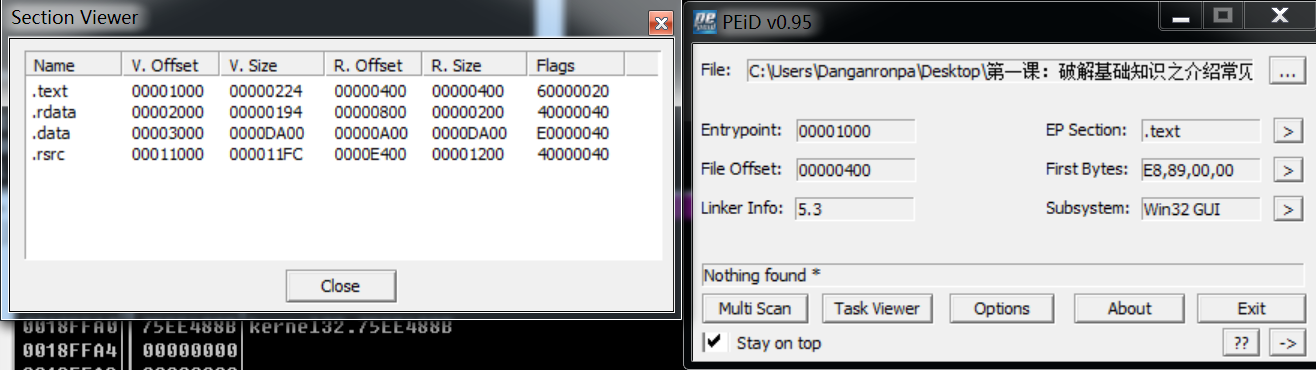 Section Viewer
Name V. Offset V. Size R. Offset R. Size Flags
.text 00001000 00000224 00000400 00000400 60000020
.rdata 00002000 00000194 00000800 00000200 40000040
.data 00003000 0000DA00 00000A00 0000DA00 E0000040
.rsrc 00011000 000011FC 0000E400 00001200 40000040
Close
0018FFA0 75EE488B kernel32.75EE488B
0018FFA4 00000000
PEiD v0.95
File: C:\Users\Danganronpa\Desktop\第一课：破解基础知识之介绍常见 ...
Entrypoint: 00001000 EP Section: .text >
File Offset: 00000400 First Bytes: E8,89,00,00 >
Linker Info: 5.3 Subsystem: Win32 GUI >
Nothing found *
Multi Scan Task Viewer Options About Exit
Stay on top ?? ->